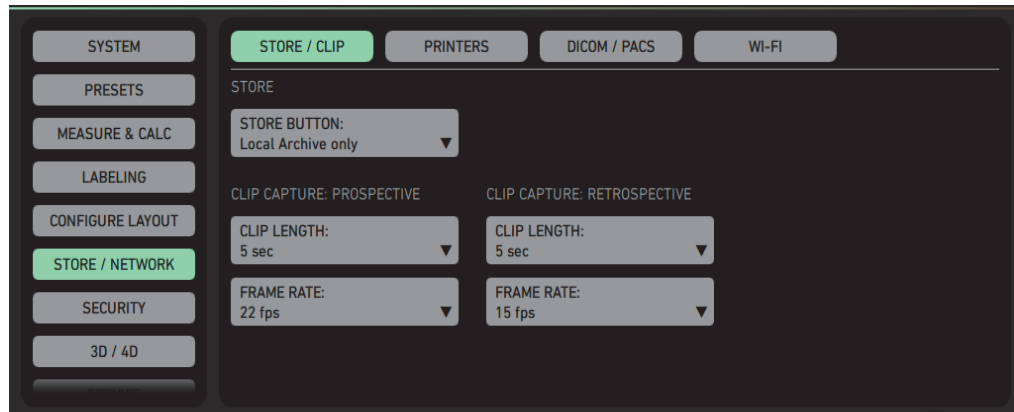 SYSTEM
PRESETS
MEASURE & CALC
LABELING
CONFIGURE LAYOUT
STORE / NETWORK
SECURITY
3D / 4D
STORE / CLIP
PRINTERS
DICOM / PACS
WI-FI
STORE
STORE BUTTON:
Local Archive only
CLIP CAPTURE: PROSPECTIVE
CLIP LENGTH:
5 sec
FRAME RATE:
22 fps
CLIP CAPTURE: RETROSPECTIVE
CLIP LENGTH:
5 sec
FRAME RATE:
15 fps